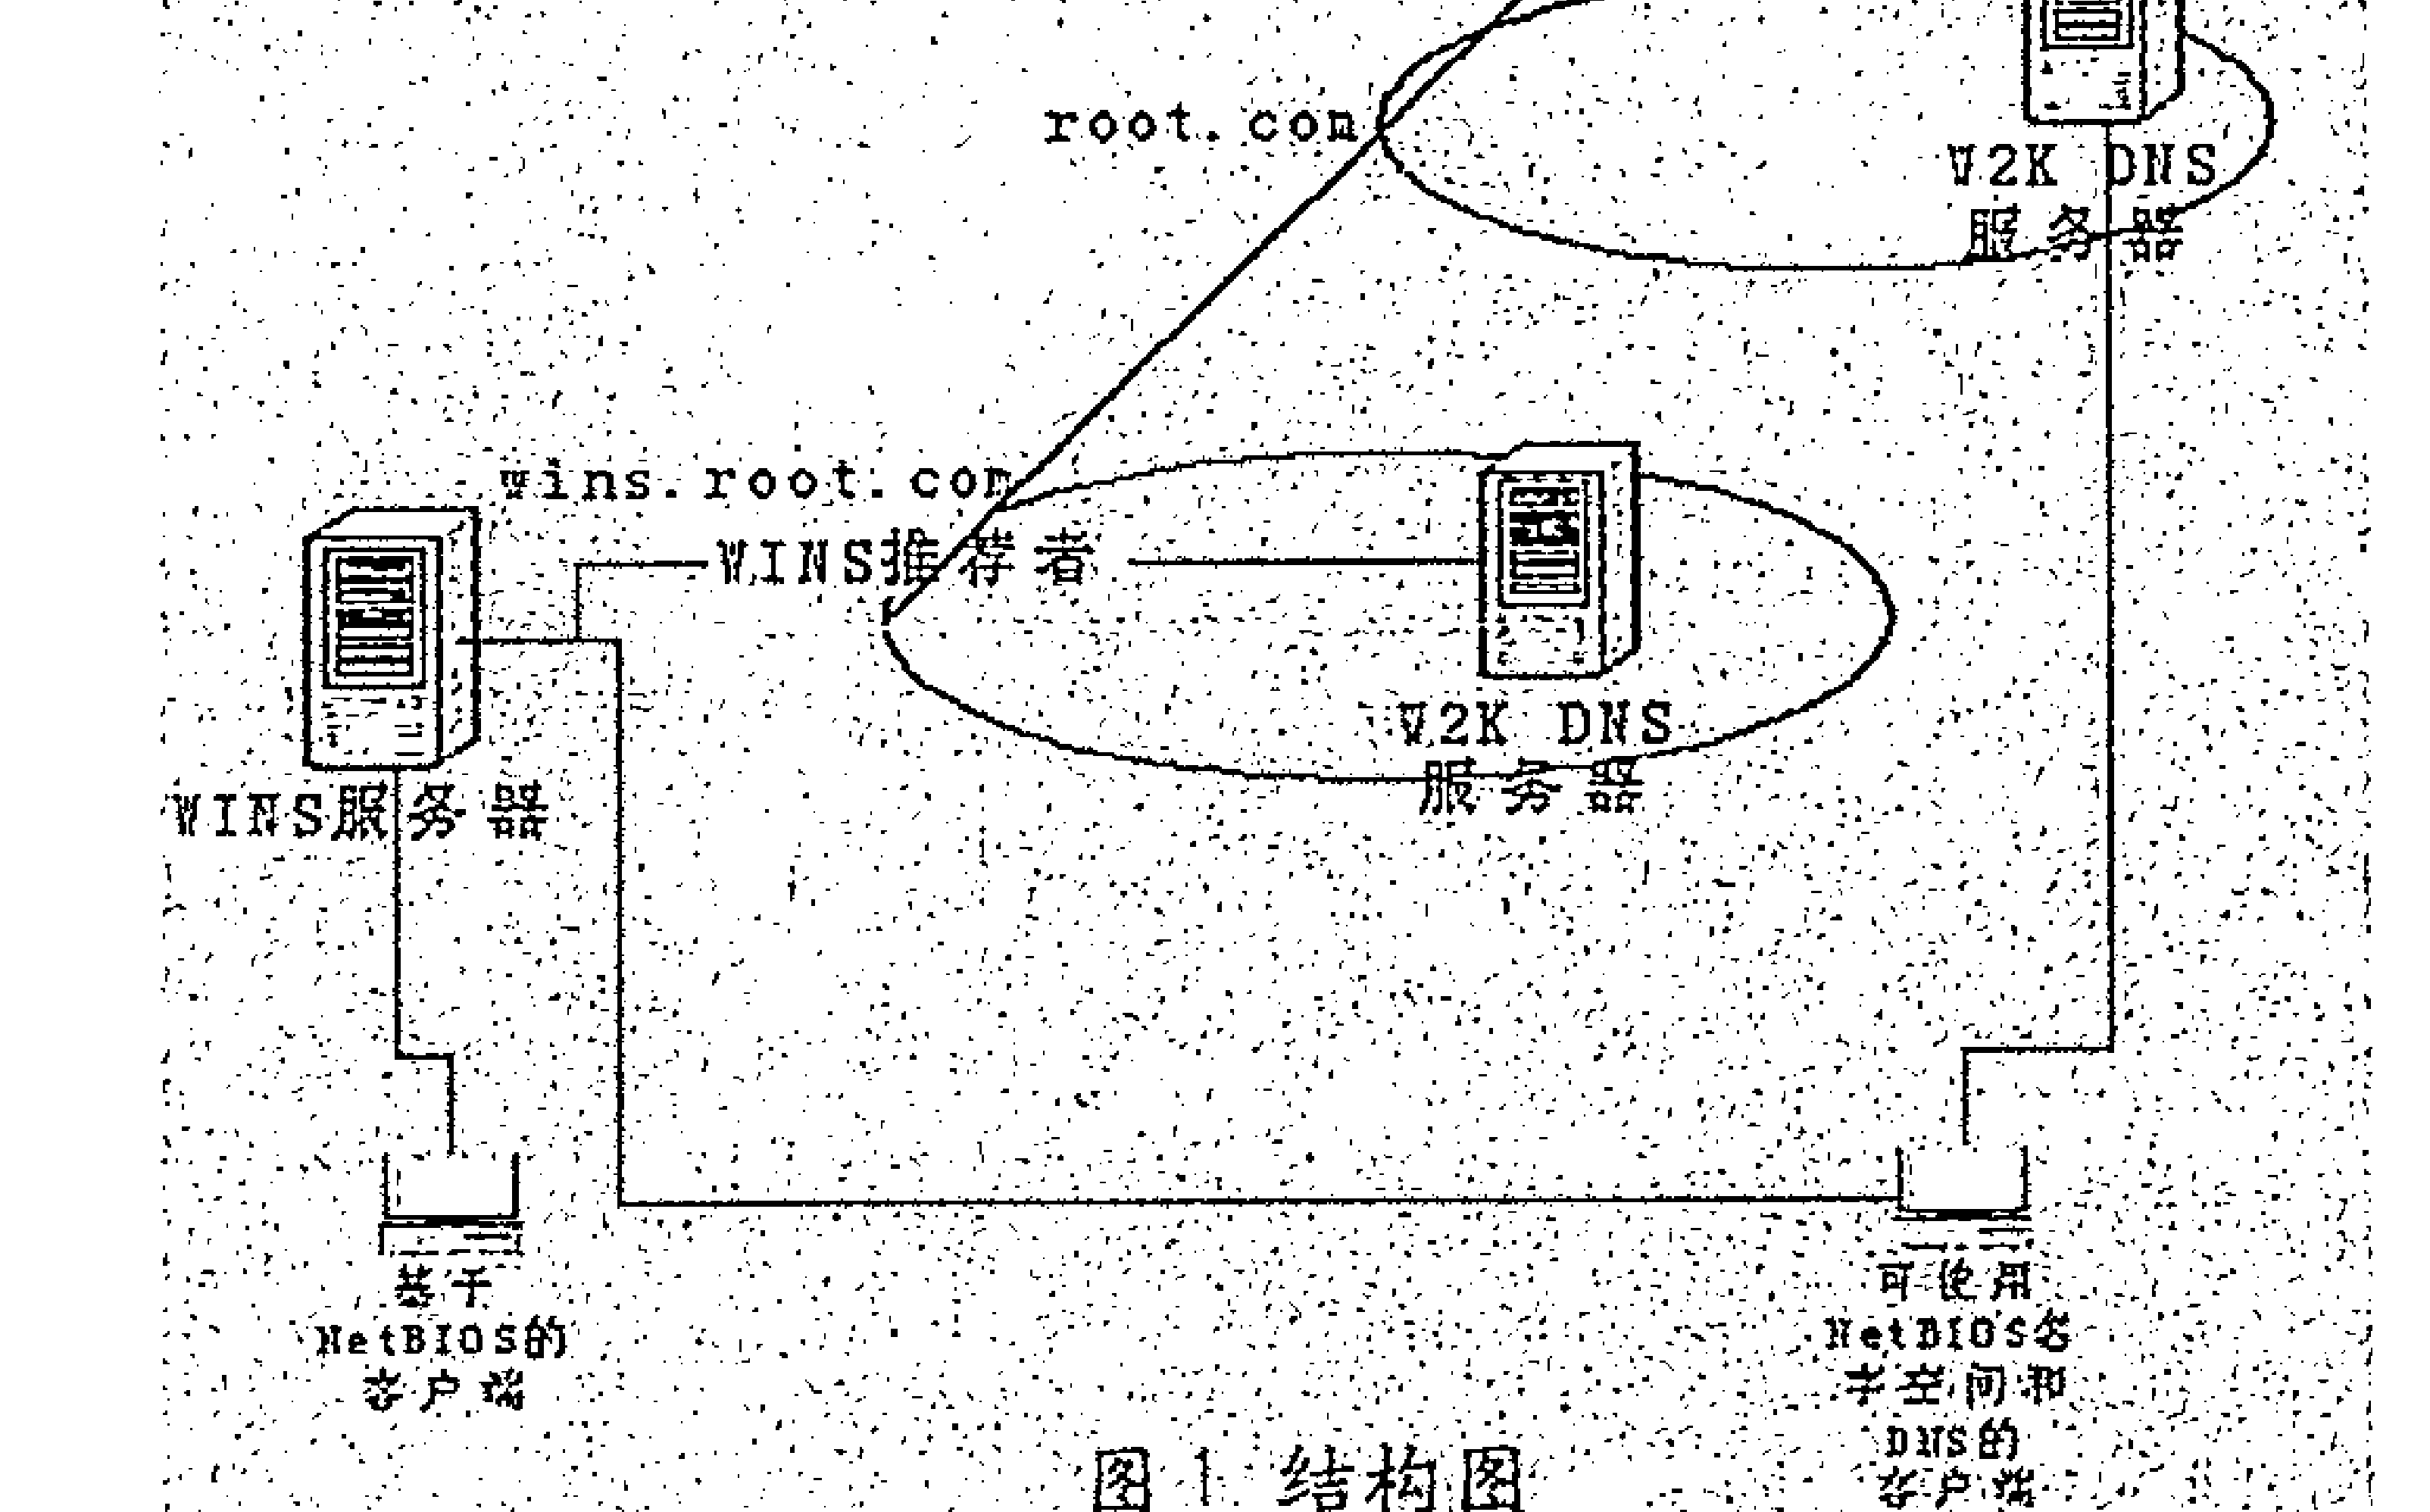 root.com
W2K DNS
服务器
wins.root.com
WINS推荐者
W2K DNS
服务器
WINS服务器
基于
NetBIOS的
客户端
可使用
NetBIOS名
字空间和
DNS的
客户端
图1 结构图